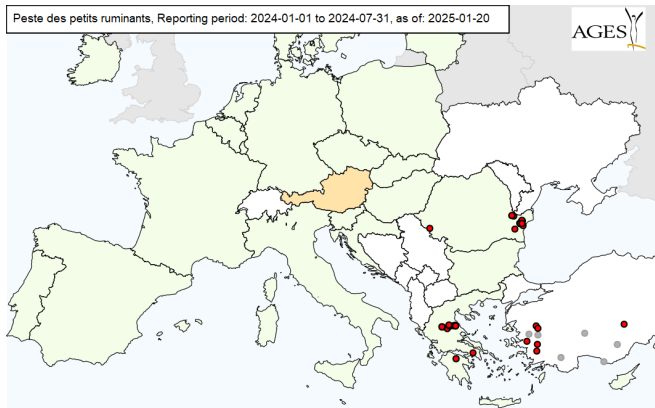 Peste des petits ruminants, Reporting period: 2024-01-01 to 2024-07-31, as of: 2025-01-20
AGES